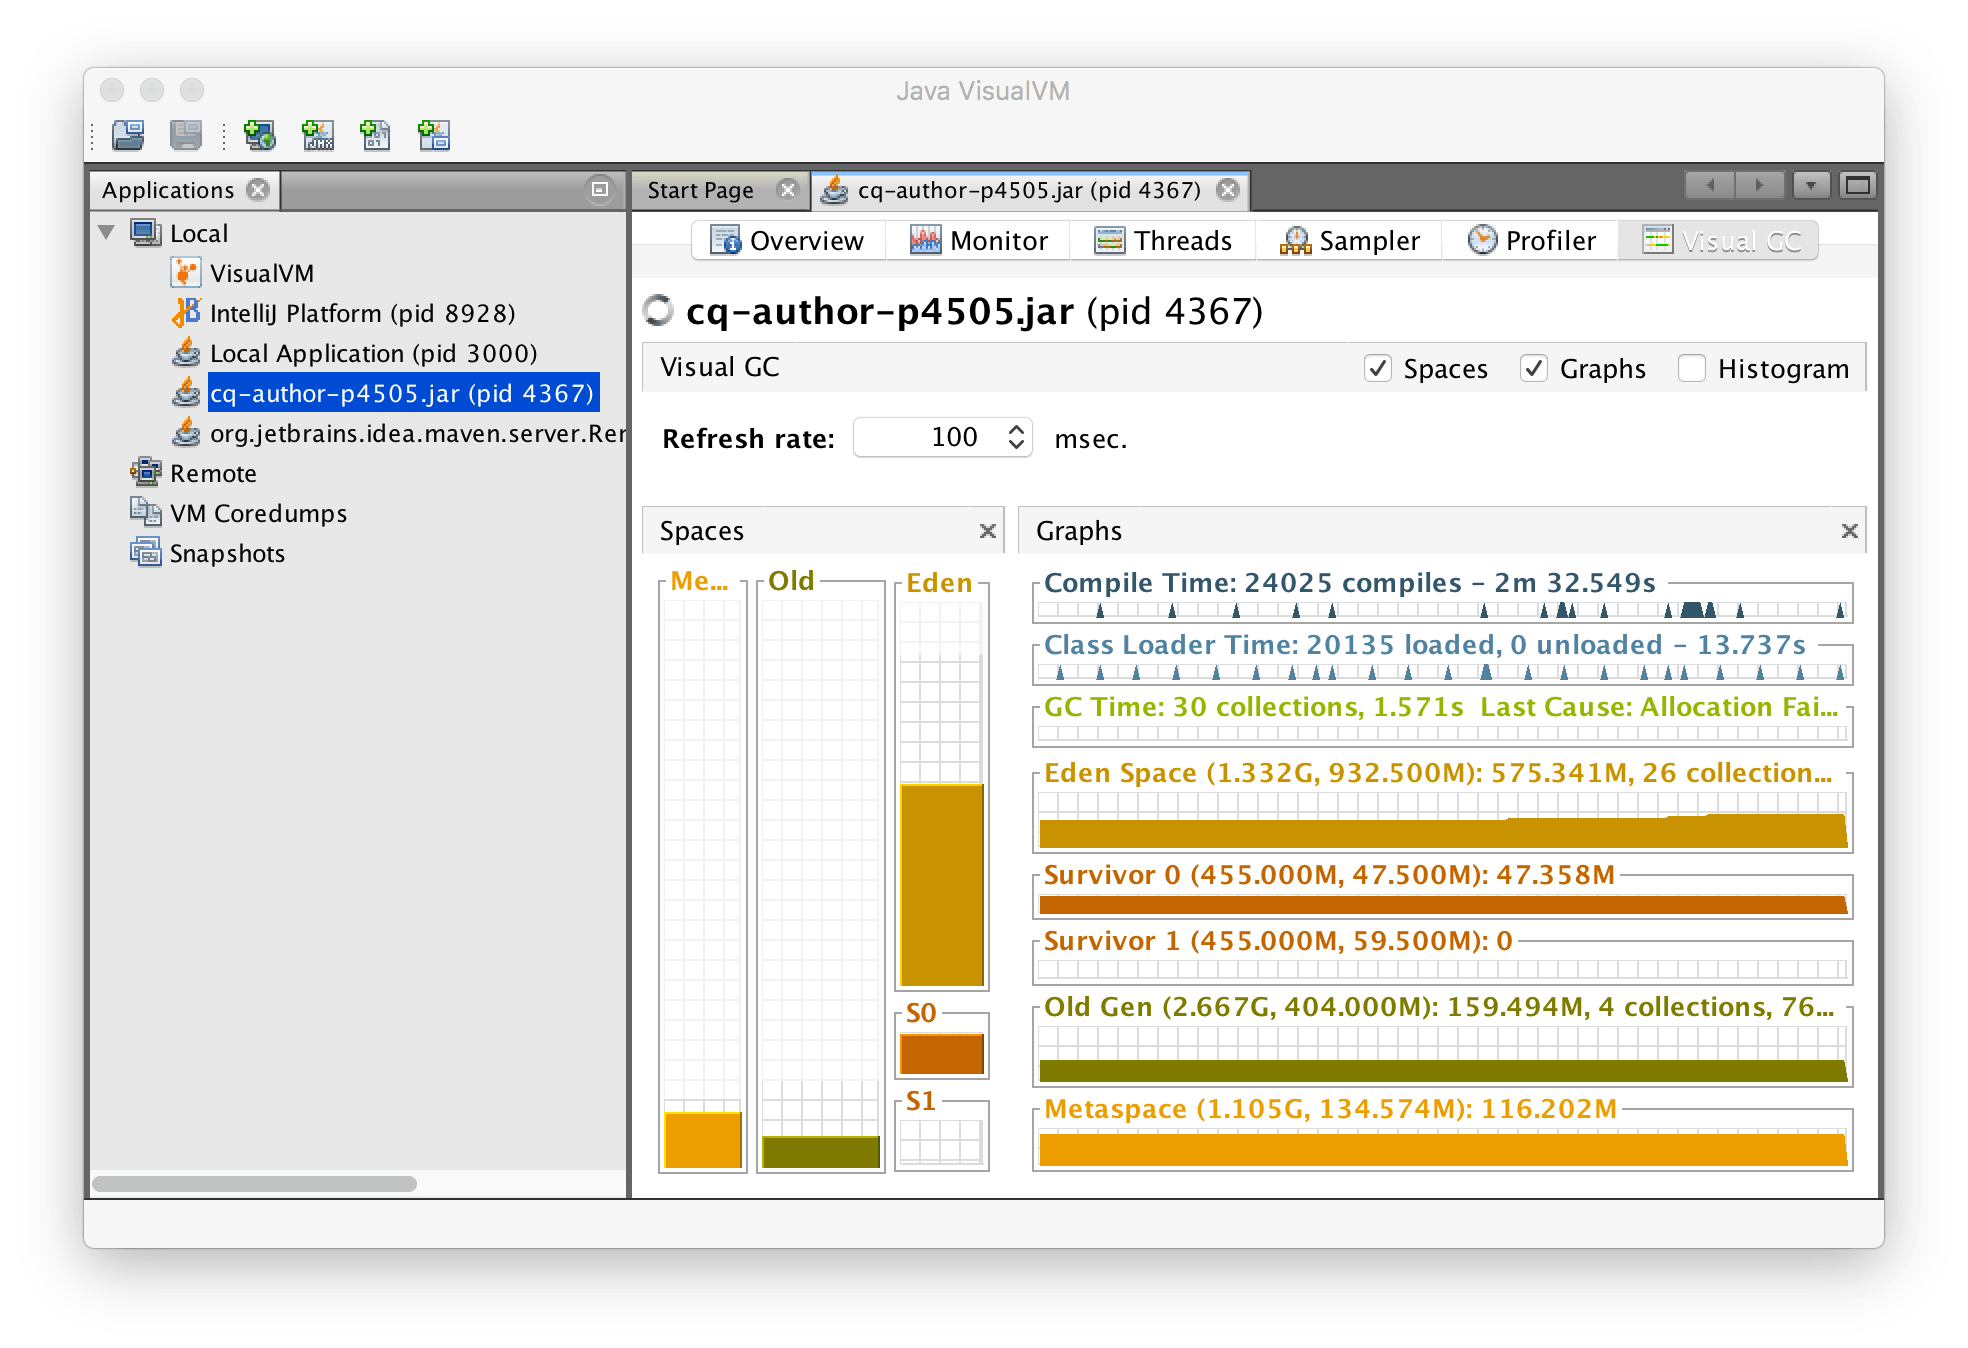 Java VisualVM
Applications
Local
VisualVM
IntelliJ Platform (pid 8928)
Local Application (pid 3000)
cq-author-p4505.jar (pid 4367)
org.jetbrains.idea.maven.server.Rer
Remote
VM Coredumps
Snapshots
Start Page
cq-author-p4505.jar (pid 4367)
Overview
Monitor
Threads
Sampler
Profiler
Visual GC
cq-author-p4505.jar (pid 4367)
Visual GC
Spaces
Graphs
Histogram
Refresh rate: 100 msec.
Spaces
Me...
Old
Eden
S0
S1
Graphs
Compile Time: 24025 compiles - 2m 32.549s
Class Loader Time: 20135 loaded, 0 unloaded - 13.737s
GC Time: 30 collections, 1.571s Last Cause: Allocation Fai...
Eden Space (1.332G, 932.500M): 575.341M, 26 collection...
Survivor 0 (455.000M, 47.500M): 47.358M
Survivor 1 (455.000M, 59.500M): 0
Old Gen (2.667G, 404.000M): 159.494M, 4 collections, 76...
Metaspace (1.105G, 134.574M): 116.202M